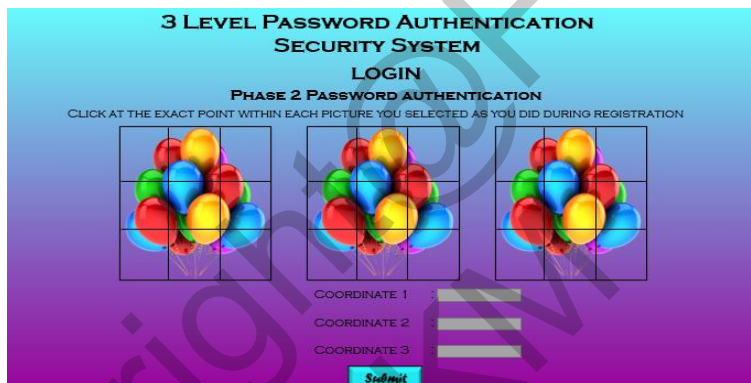 3 Level Password Authentication
Security System
LOGIN
Phase 2 Password authentication
Click at the exact point within each picture you selected as you did during registration
Coordinate 1 :
Coordinate 2 :
Coordinate 3 :
Submit